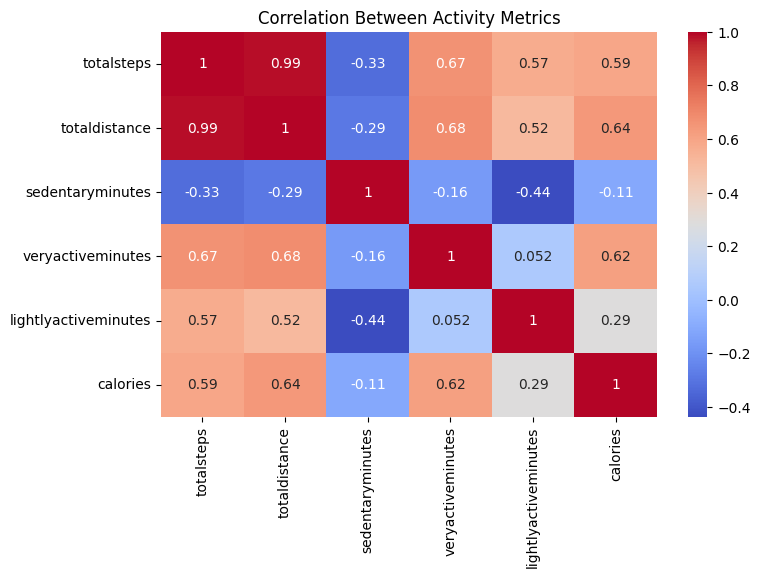 Correlation Between Activity Metrics
totalsteps 1 0.99 -0.33 0.67 0.57 0.59
totaldistance 0.99 1 -0.29 0.68 0.52 0.64
sedentaryminutes -0.33 -0.29 1 -0.16 -0.44 -0.11
veryactiveminutes 0.67 0.68 -0.16 1 0.052 0.62
lightlyactiveminutes 0.57 0.52 -0.44 0.052 1 0.29
calories 0.59 0.64 -0.11 0.62 0.29 1
totalsteps
totaldistance
sedentaryminutes
veryactiveminutes
lightlyactiveminutes
calories
1.0
0.8
0.6
0.4
0.2
0.0
−0.2
−0.4